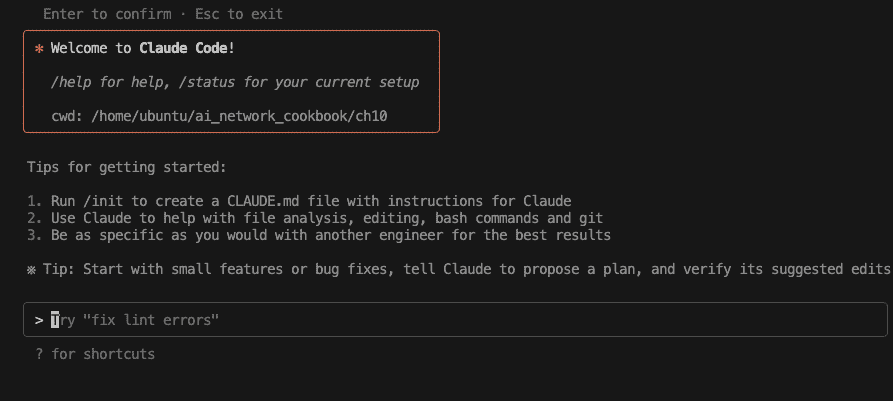 Enter to confirm · Esc to exit
✻ Welcome to Claude Code!
/help for help, /status for your current setup
cwd: /home/ubuntu/ai_network_cookbook/ch10
Tips for getting started:
1. Run /init to create a CLAUDE.md file with instructions for Claude
2. Use Claude to help with file analysis, editing, bash commands and git
3. Be as specific as you would with another engineer for the best results
※ Tip: Start with small features or bug fixes, tell Claude to propose a plan, and verify its suggested edits
> Try "fix lint errors"
? for shortcuts